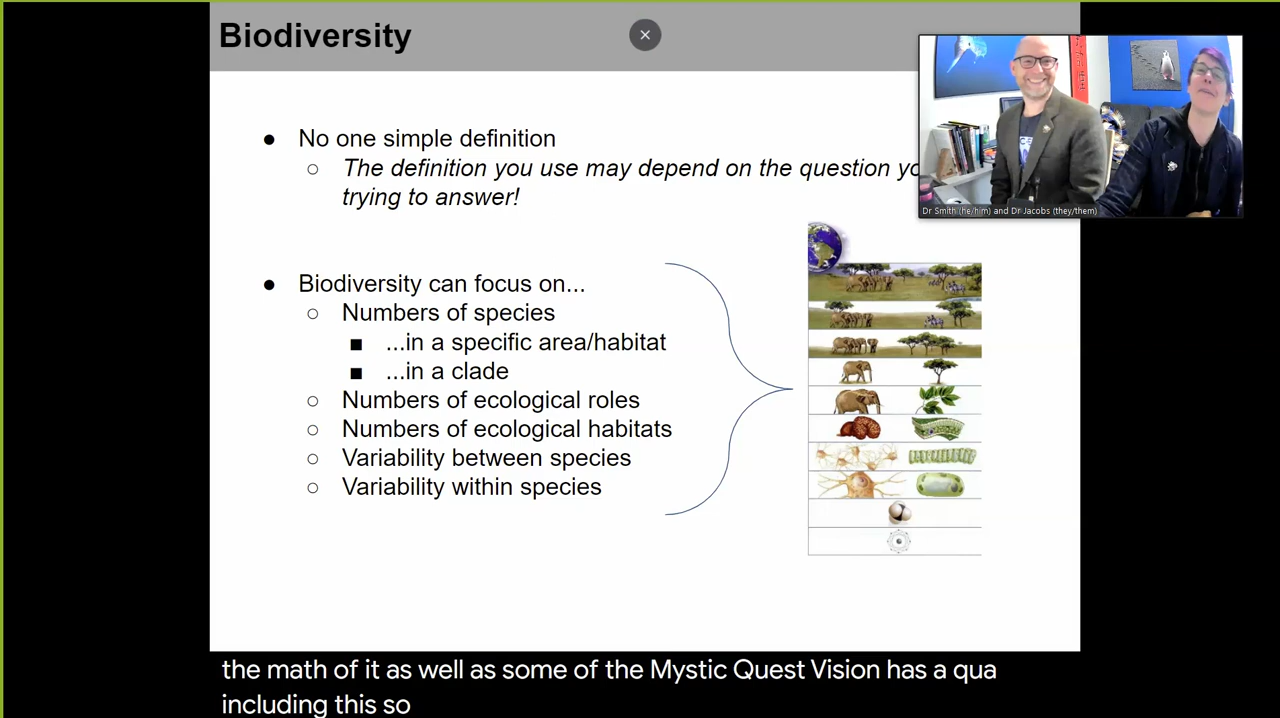 Biodiversity
● No one simple definition
○ The definition you use may depend on the question yo
trying to answer!
Dr Smith (he/him) and Dr Jacobs (they/them)
● Biodiversity can focus on...
○ Numbers of species
■ ...in a specific area/habitat
■ ...in a clade
○ Numbers of ecological roles
○ Numbers of ecological habitats
○ Variability between species
○ Variability within species
the math of it as well as some of the Mystic Quest Vision has a qua
including this so